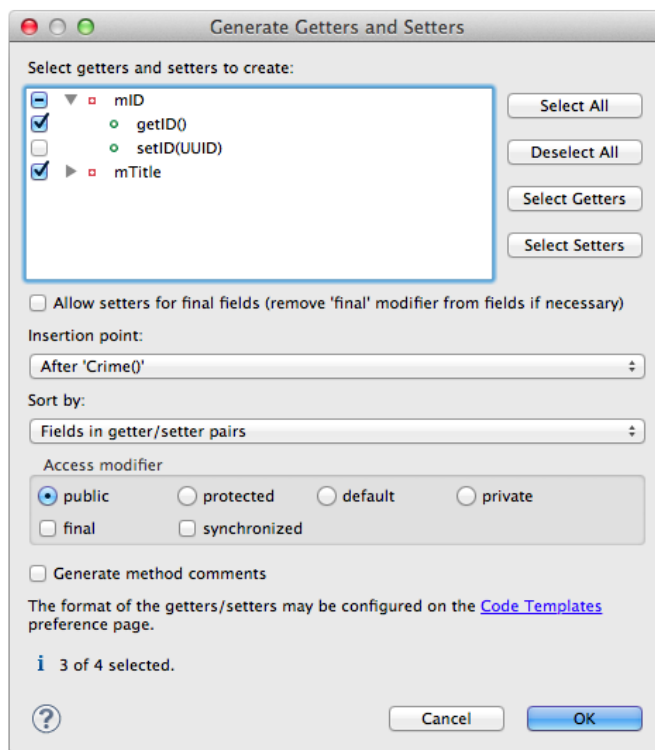 Generate Getters and Setters
Select getters and setters to create:
mID
getID()
setID(UUID)
mTitle
Select All
Deselect All
Select Getters
Select Setters
Allow setters for final fields (remove 'final' modifier from fields if necessary)
Insertion point:
After 'Crime()'
Sort by:
Fields in getter/setter pairs
Access modifier
public protected default private
final synchronized
Generate method comments
The format of the getters/setters may be configured on the Code Templates
preference page.
i 3 of 4 selected.
? Cancel OK